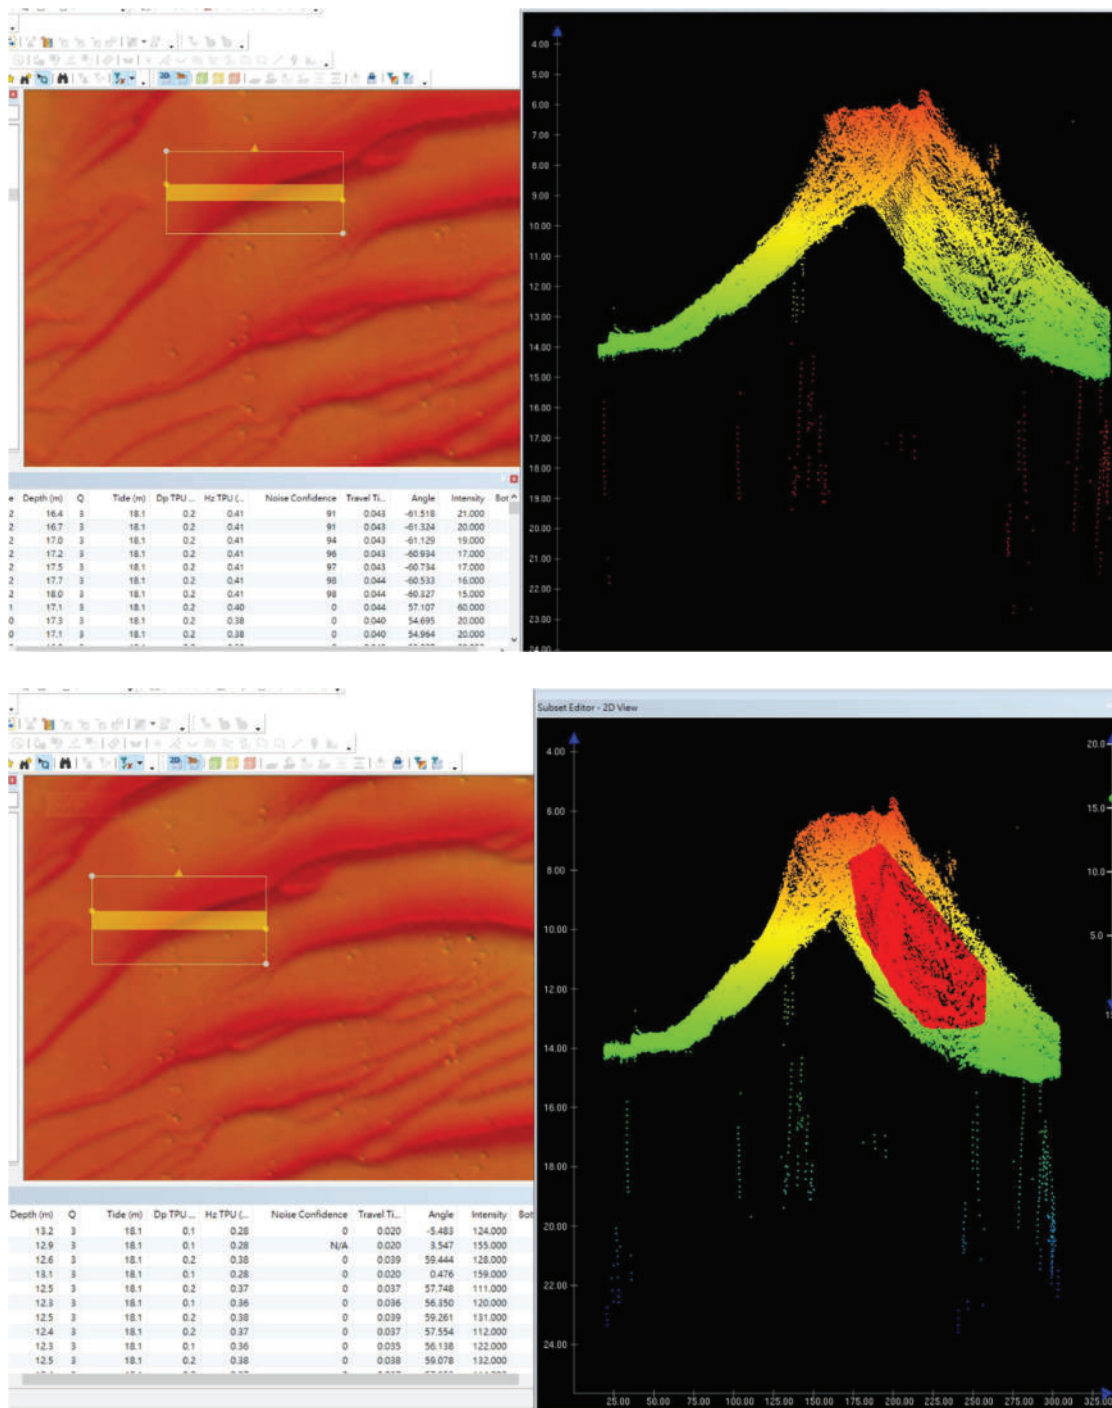 4.00
5.00
6.00
7.00
8.00
9.00
10.00
11.00
12.00
13.00
14.00
15.00
16.00
17.00
18.00
19.00
20.00
21.00
22.00
23.00
24.00
e Depth (m) Q Tide (m) Dp TPU ... Hz TPU (... Noise Confidence Travel Ti... Angle Intensity Bot
2 16.4 3 18.1 0.2 0.41 91 0.043 -61.518 21.000
2 16.7 3 18.1 0.2 0.41 91 0.043 -61.324 20.000
2 17.0 3 18.1 0.2 0.41 94 0.043 -61.129 19.000
2 17.2 3 18.1 0.2 0.41 96 0.043 -60.934 17.000
2 17.5 3 18.1 0.2 0.41 97 0.043 -60.734 17.000
2 17.7 3 18.1 0.2 0.41 98 0.044 -60.533 16.000
2 18.0 3 18.1 0.2 0.41 98 0.044 -60.327 15.000
1 17.1 3 18.1 0.2 0.40 0 0.044 57.107 60.000
0 17.3 3 18.1 0.2 0.38 0 0.040 54.695 20.000
0 17.1 3 18.1 0.2 0.38 0 0.040 54.964 20.000
Subset Editor - 2D View
4.00
6.00
8.00
10.00
12.00
14.00
16.00
18.00
20.00
22.00
24.00
20.0
15.0
10.0
5.0
25.00 50.00 75.00 100.00 125.00 150.00 175.00 200.00 225.00 250.00 275.00 300.00 325.0
Depth (m) Q Tide (m) Dp TPU ... Hz TPU (... Noise Confidence Travel Ti... Angle Intensity Bot
13.2 3 18.1 0.1 0.28 0 0.020 -5.483 124.000
12.9 3 18.1 0.1 0.28 N/A 0.020 3.547 155.000
12.6 3 18.1 0.2 0.38 0 0.039 59.444 128.000
13.1 3 18.1 0.1 0.28 0 0.020 0.476 159.000
12.5 3 18.1 0.2 0.37 0 0.037 57.748 111.000
12.3 3 18.1 0.1 0.36 0 0.036 56.350 120.000
12.5 3 18.1 0.2 0.38 0 0.039 59.261 131.000
12.4 3 18.1 0.2 0.37 0 0.037 57.554 112.000
12.3 3 18.1 0.1 0.36 0 0.035 56.138 122.000
12.5 3 18.1 0.2 0.38 0 0.038 59.078 132.000